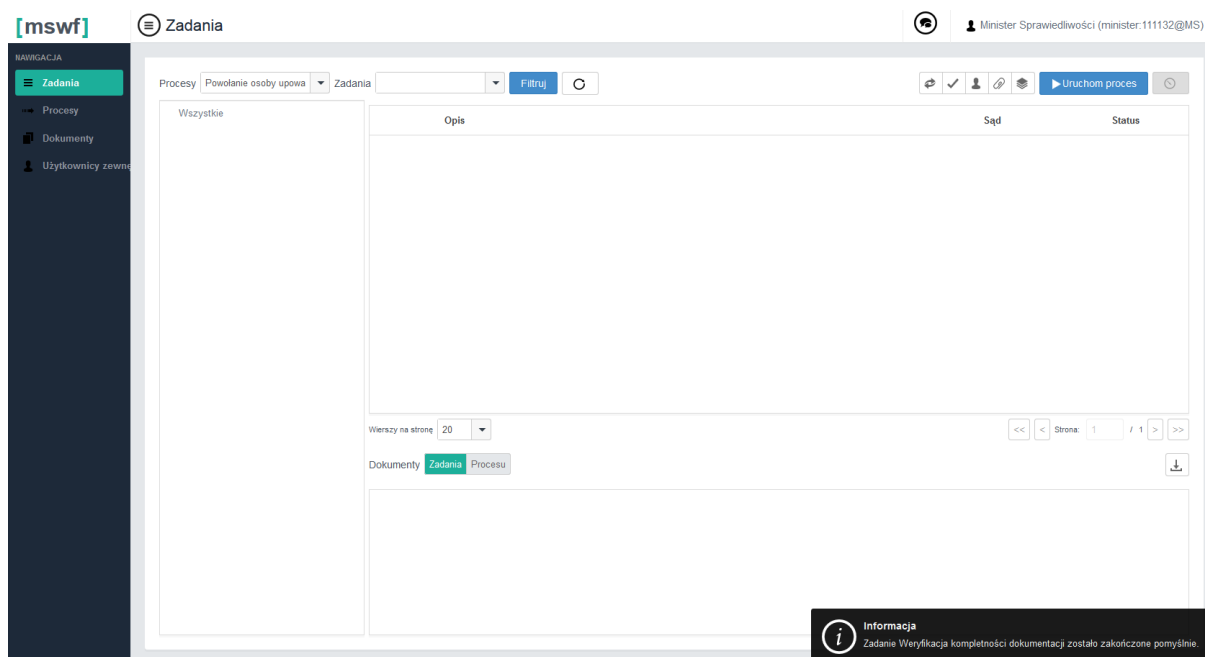 [mswf]
Zadania
Minister Sprawiedliwości (minister:111132@MS)
NAWIGACJA
Zadania
Procesy
Dokumenty
Użytkownicy zewnę
Procesy Powołanie osoby upowa Zadania Filtruj Uruchom proces
Wszystkie
Opis Sąd Status
Wierszy na stronę 20 << < Strona: 1 / 1 > >>
Dokumenty Zadania Procesu
Informacja
Zadanie Weryfikacja kompletności dokumentacji zostało zakończone pomyślnie.